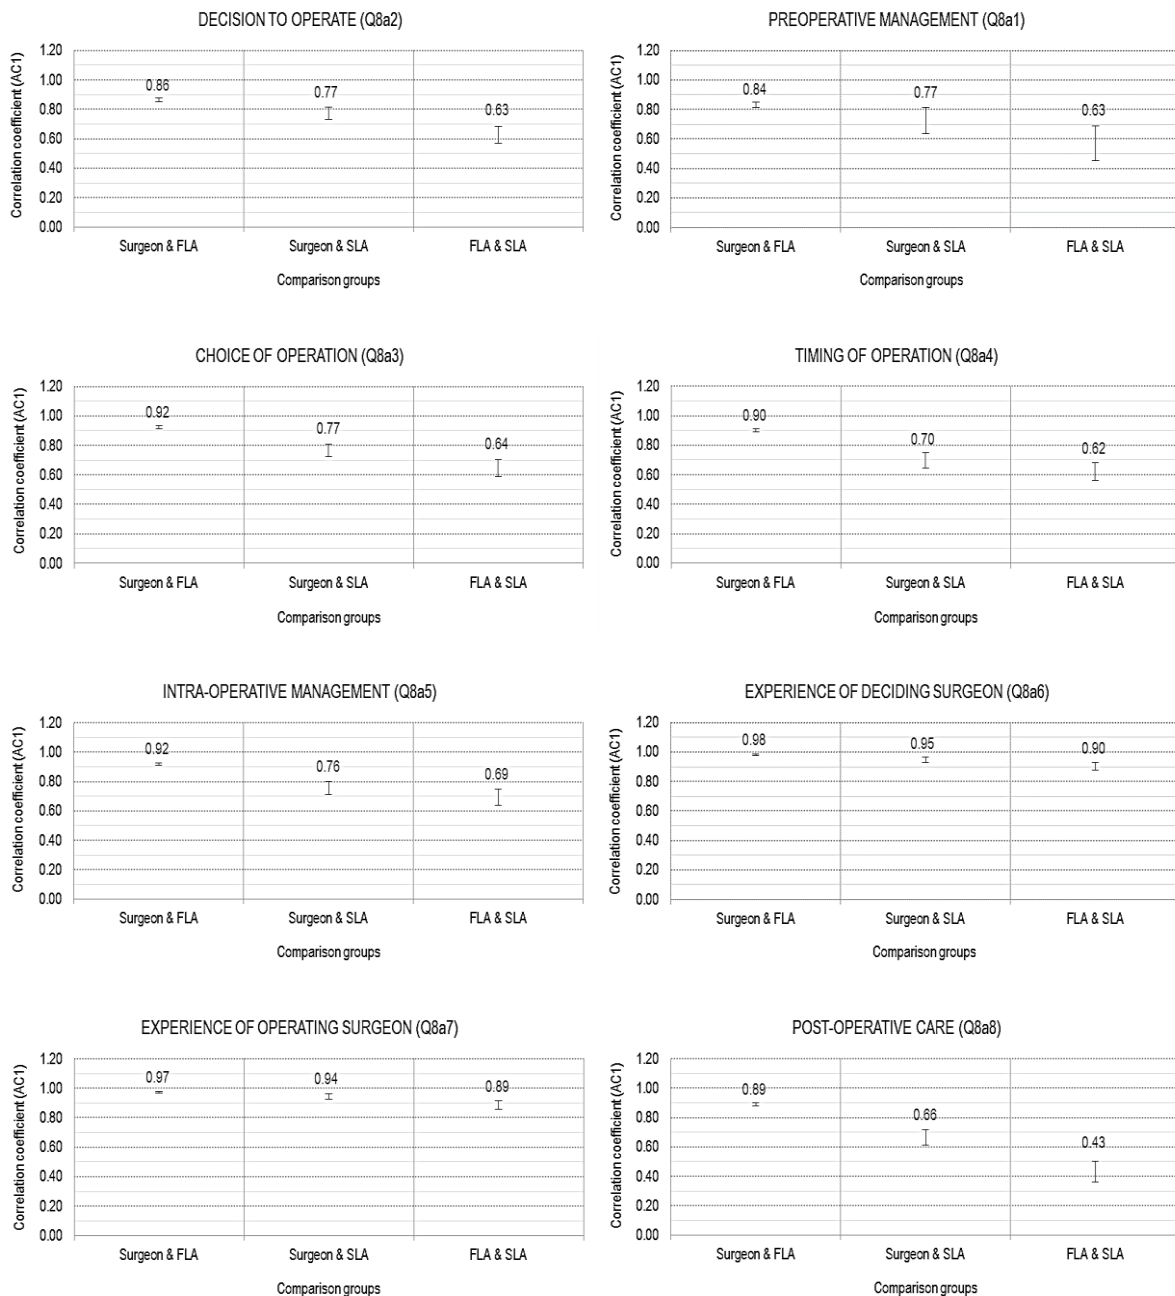 DECISION TO OPERATE (Q8a2)
Correlation coefficient (AC1)
1.20
1.00
0.80
0.60
0.40
0.20
0.00
0.86
0.77
0.63
Surgeon & FLA
Surgeon & SLA
FLA & SLA
Comparison groups
PREOPERATIVE MANAGEMENT (Q8a1)
Correlation coefficient (AC1)
1.20
1.00
0.80
0.60
0.40
0.20
0.00
0.84
0.77
0.63
Surgeon & FLA
Surgeon & SLA
FLA & SLA
Comparison groups
CHOICE OF OPERATION (Q8a3)
Correlation coefficient (AC1)
1.20
1.00
0.80
0.60
0.40
0.20
0.00
0.92
0.77
0.64
Surgeon & FLA
Surgeon & SLA
FLA & SLA
Comparison groups
TIMING OF OPERATION (Q8a4)
Correlation coefficient (AC1)
1.20
1.00
0.80
0.60
0.40
0.20
0.00
0.90
0.70
0.62
Surgeon & FLA
Surgeon & SLA
FLA & SLA
Comparison groups
INTRA-OPERATIVE MANAGEMENT (Q8a5)
Correlation coefficient (AC1)
1.20
1.00
0.80
0.60
0.40
0.20
0.00
0.92
0.76
0.69
Surgeon & FLA
Surgeon & SLA
FLA & SLA
Comparison groups
EXPERIENCE OF DECIDING SURGEON (Q8a6)
Correlation coefficient (AC1)
1.20
1.00
0.80
0.60
0.40
0.20
0.00
0.98
0.95
0.90
Surgeon & FLA
Surgeon & SLA
FLA & SLA
Comparison groups
EXPERIENCE OF OPERATING SURGEON (Q8a7)
Correlation coefficient (AC1)
1.20
1.00
0.80
0.60
0.40
0.20
0.00
0.97
0.94
0.89
Surgeon & FLA
Surgeon & SLA
FLA & SLA
Comparison groups
POST-OPERATIVE CARE (Q8a8)
Correlation coefficient (AC1)
1.20
1.00
0.80
0.60
0.40
0.20
0.00
0.89
0.66
0.43
Surgeon & FLA
Surgeon & SLA
FLA & SLA
Comparison groups